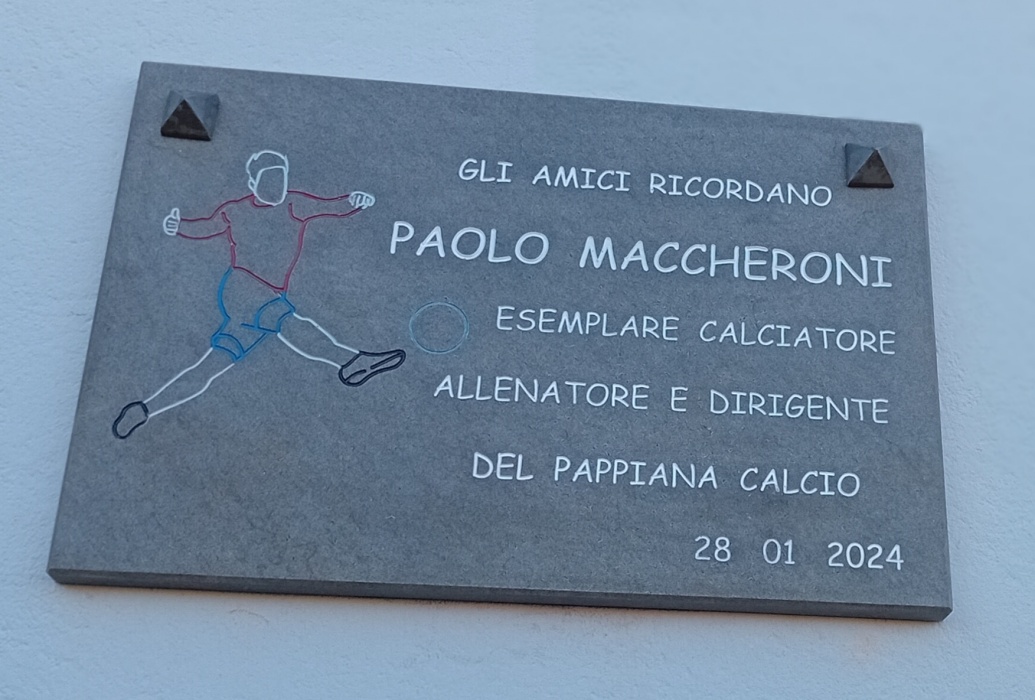 GLI AMICI RICORDANO
PAOLO MACCHERONI
ESEMPLARE CALCIATORE
ALLENATORE E DIRIGENTE
DEL PAPPIANA CALCIO
28 01 2024